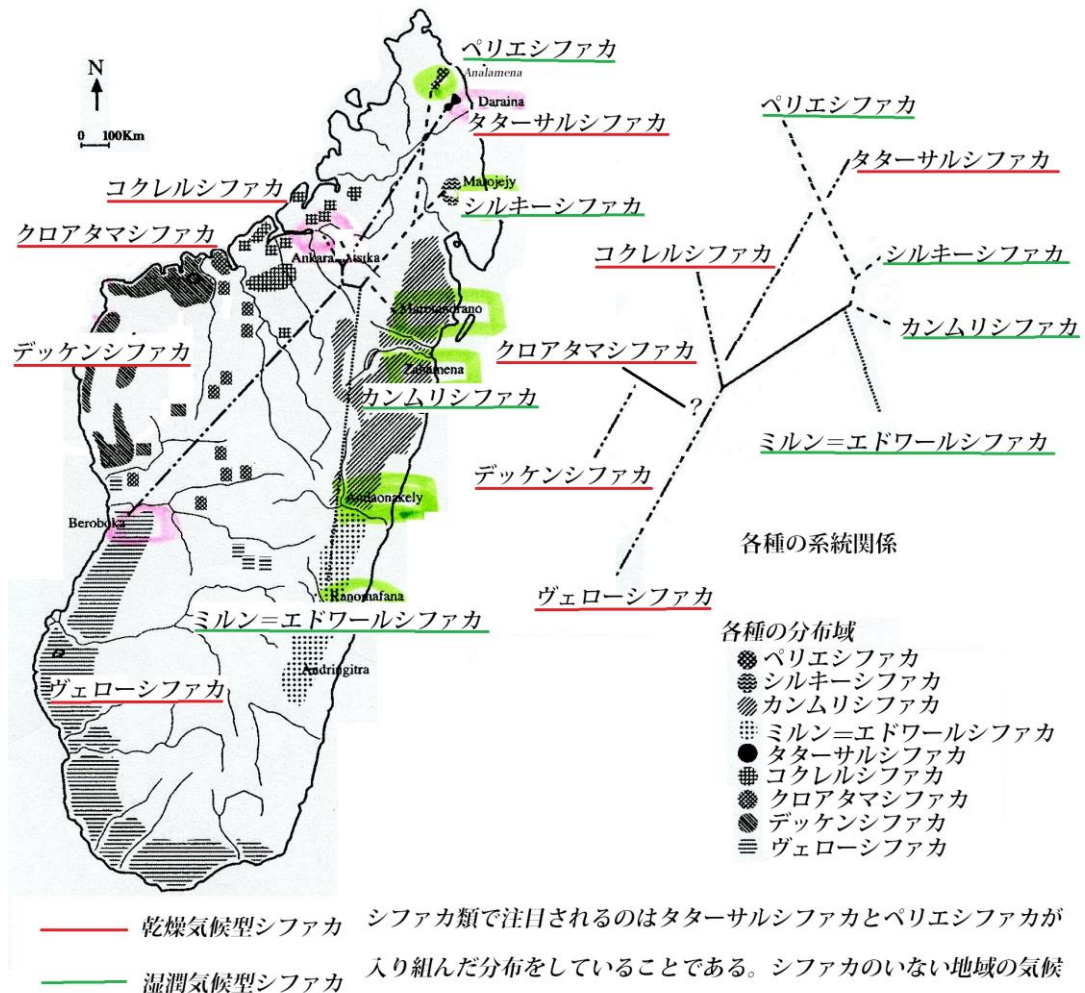 ペリエシファカ
Analamena
N
Daraina
0 100Km
タターサルシファカ
コクレルシファカ
Marojejy
シルキーシファカ
クロアタマシファカ
デッケンシファカ
カンムリシファカ
Beroboka
Ranomafana
ミルン=エドワールシファカ
Andringitra
ヴェローシファカ
ペリエシファカ
タターサルシファカ
コクレルシファカ
シルキーシファカ
カンムリシファカ
クロアタマシファカ
?
ミルン=エドワールシファカ
デッケンシファカ
各種の系統関係
ヴェローシファカ
各種の分布域
ペリエシファカ
シルキーシファカ
カンムリシファカ
ミルン=エドワールシファカ
タターサルシファカ
コクレルシファカ
クロアタマシファカ
デッケンシファカ
ヴェローシファカ
乾燥気候型シファカ
湿潤気候型シファカ
シファカ類で注目されるのはタターサルシファカとペリエシファカが
入り組んだ分布をしていることである。シファカのいない地域の気候